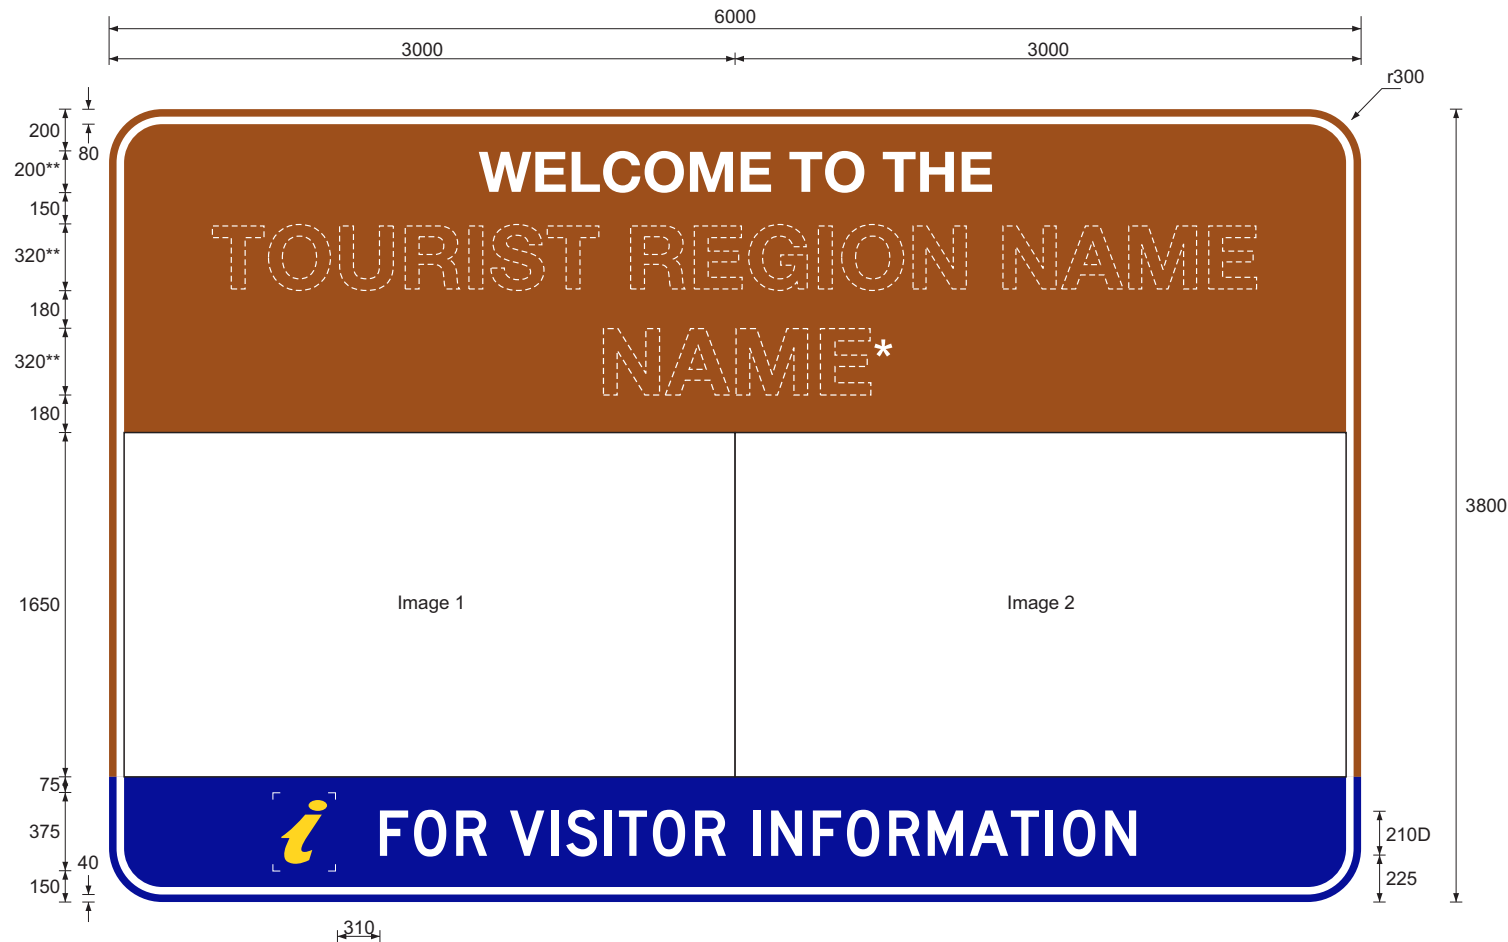 6000
3000 3000
r300
200
80
200**
150
320**
180
320**
180
1650
75
375
40
150
WELCOME TO THE
TOURIST REGION NAME
NAME*
Image 1 Image 2
i FOR VISITOR INFORMATION
3800
210D
225
310